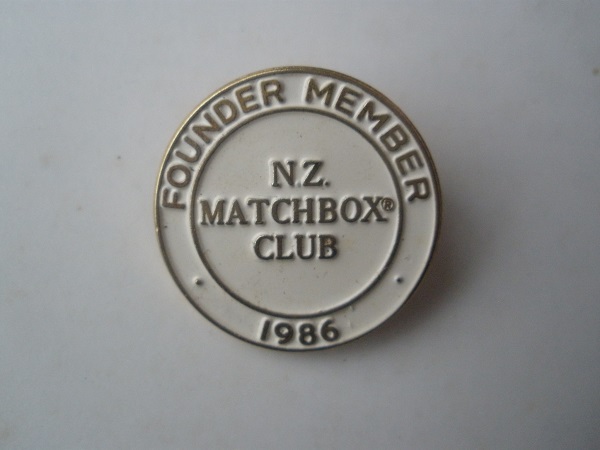 FOUNDER MEMBER
N.Z.
MATCHBOX®
CLUB
1986